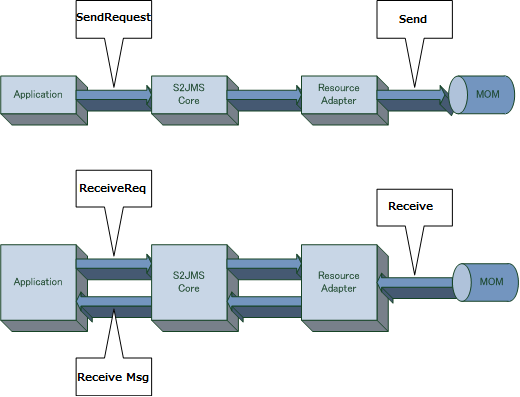 SendRequest
Send
Application
S2JMS
Core
Resource
Adapter
MOM
ReceiveReq
Receive
Application
S2JMS
Core
Resource
Adapter
MOM
Receive Msg